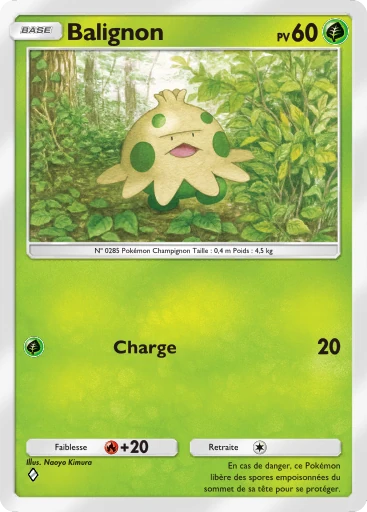 BASE
Balignon
PV 60
N° 0285 Pokémon Champignon Taille : 0,4 m Poids : 4,5 kg
Charge 20
Faiblesse +20 Retraite
Illus. Naoyo Kimura
En cas de danger, ce Pokémon
libère des spores empoisonnées du
sommet de sa tête pour se protéger.